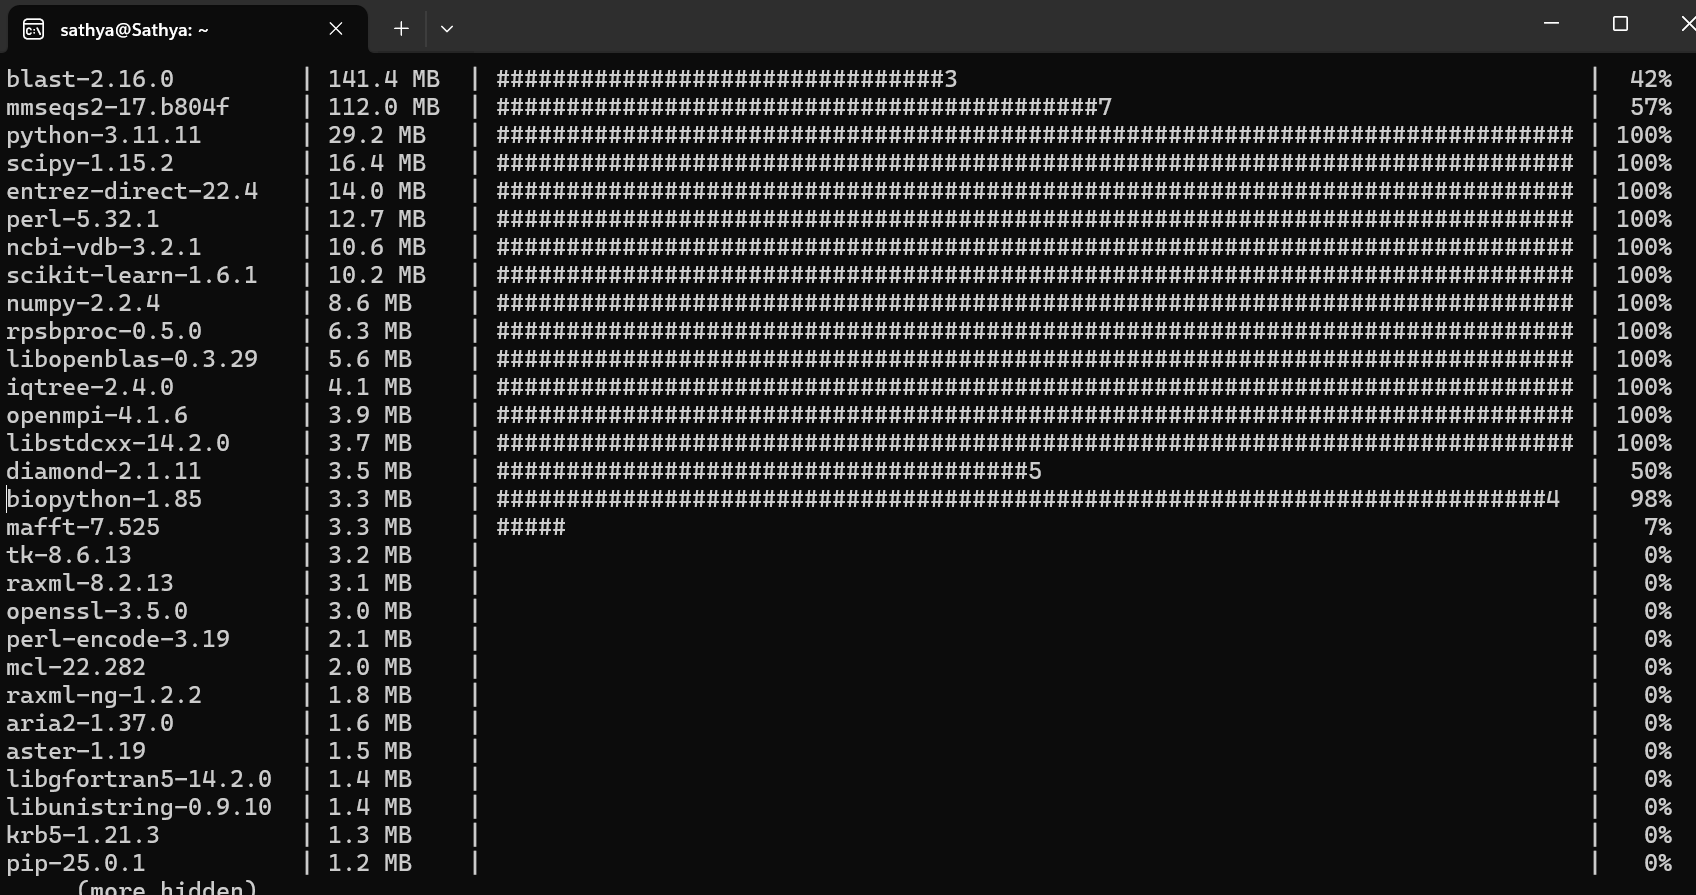 sathya@Sathya: ~
blast-2.16.0 | 141.4 MB | ################################3 | 42%
mmseqs2-17.b804f | 112.0 MB | ###########################################7 | 57%
python-3.11.11 | 29.2 MB | ############################################################################# | 100%
scipy-1.15.2 | 16.4 MB | ############################################################################# | 100%
entrez-direct-22.4 | 14.0 MB | ############################################################################# | 100%
perl-5.32.1 | 12.7 MB | ############################################################################# | 100%
ncbi-vdb-3.2.1 | 10.6 MB | ############################################################################# | 100%
scikit-learn-1.6.1 | 10.2 MB | ############################################################################# | 100%
numpy-2.2.4 | 8.6 MB | ############################################################################# | 100%
rpsbproc-0.5.0 | 6.3 MB | ############################################################################# | 100%
libopenblas-0.3.29 | 5.6 MB | ############################################################################# | 100%
iqtree-2.4.0 | 4.1 MB | ############################################################################# | 100%
openmpi-4.1.6 | 3.9 MB | ############################################################################# | 100%
libstdcxx-14.2.0 | 3.7 MB | ############################################################################# | 100%
diamond-2.1.11 | 3.5 MB | ######################################5 | 50%
biopython-1.85 | 3.3 MB | ###########################################################################4 | 98%
mafft-7.525 | 3.3 MB | ##### | 7%
tk-8.6.13 | 3.2 MB | | 0%
raxml-8.2.13 | 3.1 MB | | 0%
openssl-3.5.0 | 3.0 MB | | 0%
perl-encode-3.19 | 2.1 MB | | 0%
mcl-22.282 | 2.0 MB | | 0%
raxml-ng-1.2.2 | 1.8 MB | | 0%
aria2-1.37.0 | 1.6 MB | | 0%
aster-1.19 | 1.5 MB | | 0%
libgfortran5-14.2.0 | 1.4 MB | | 0%
libunistring-0.9.10 | 1.4 MB | | 0%
krb5-1.21.3 | 1.3 MB | | 0%
pip-25.0.1 | 1.2 MB | | 0%
(more hidden)